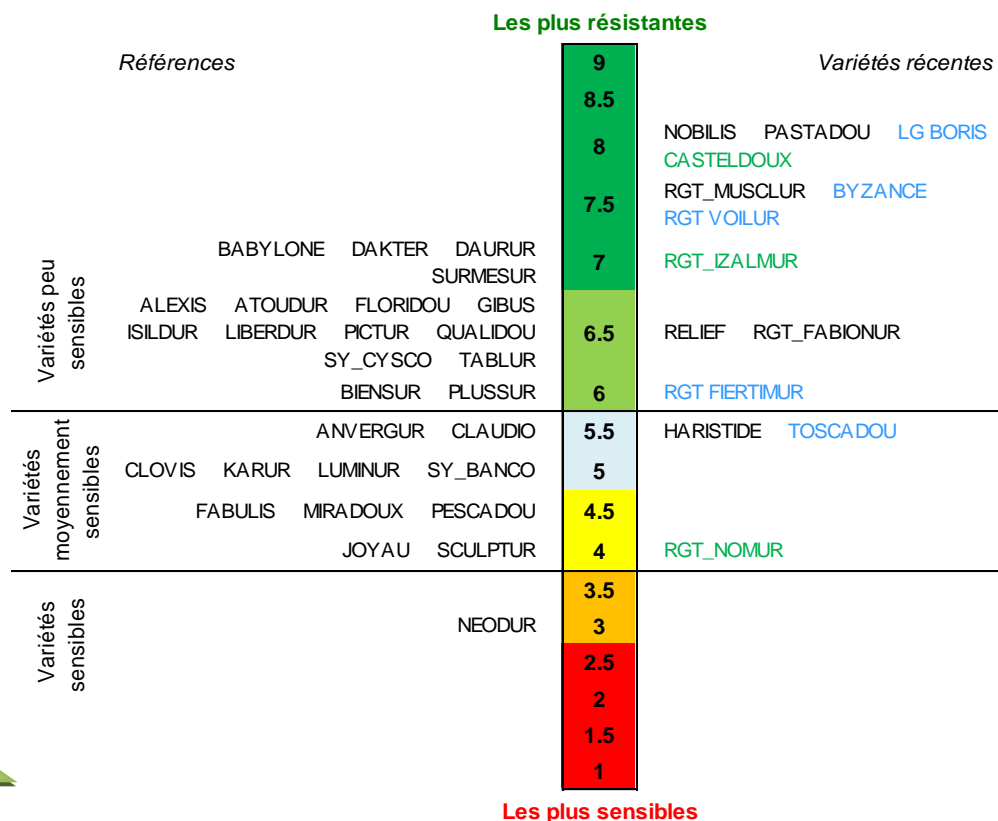 Les plus résistantes
Références
Variétés récentes
9
8.5
8
NOBILIS PASTADOU LG BORIS
CASTELDOUX
7.5
RGT_MUSCLUR BYZANCE
RGT VOILUR
Variétés peu
sensibles
BABYLONE DAKTER DAURUR
SURMESUR
7
RGT_IZALMUR
ALEXIS ATOUDUR FLORIDOU GIBUS
ISILDUR LIBERDUR PICTUR QUALIDOU
SY_CYSCO TABLUR
6.5
RELIEF RGT_FABIONUR
BIENSUR PLUSSUR
6
RGT FIERTIMUR
Variétés
moyennement
sensibles
ANVERGUR CLAUDIO
5.5
HARISTIDE TOSCADOU
CLOVIS KARUR LUMINUR SY_BANCO
5
FABULIS MIRADOUX PESCADOU
4.5
JOYAU SCULPTUR
4
RGT_NOMUR
Variétés
sensibles
3.5
NEODUR
3
2.5
2
1.5
1
Les plus sensibles